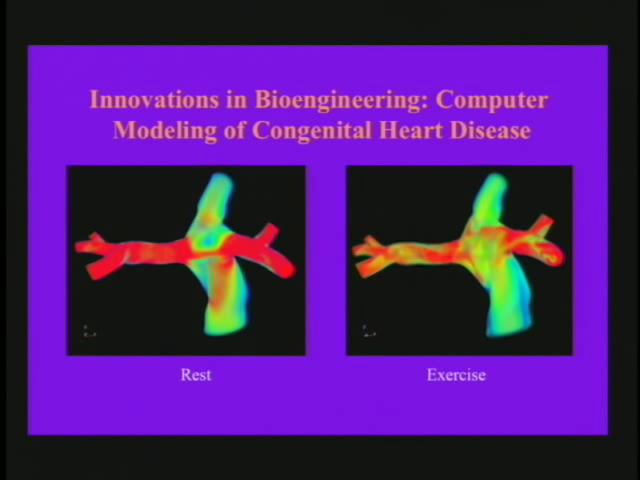 Innovations in Bioengineering: Computer
Modeling of Congenital Heart Disease
Rest
Exercise